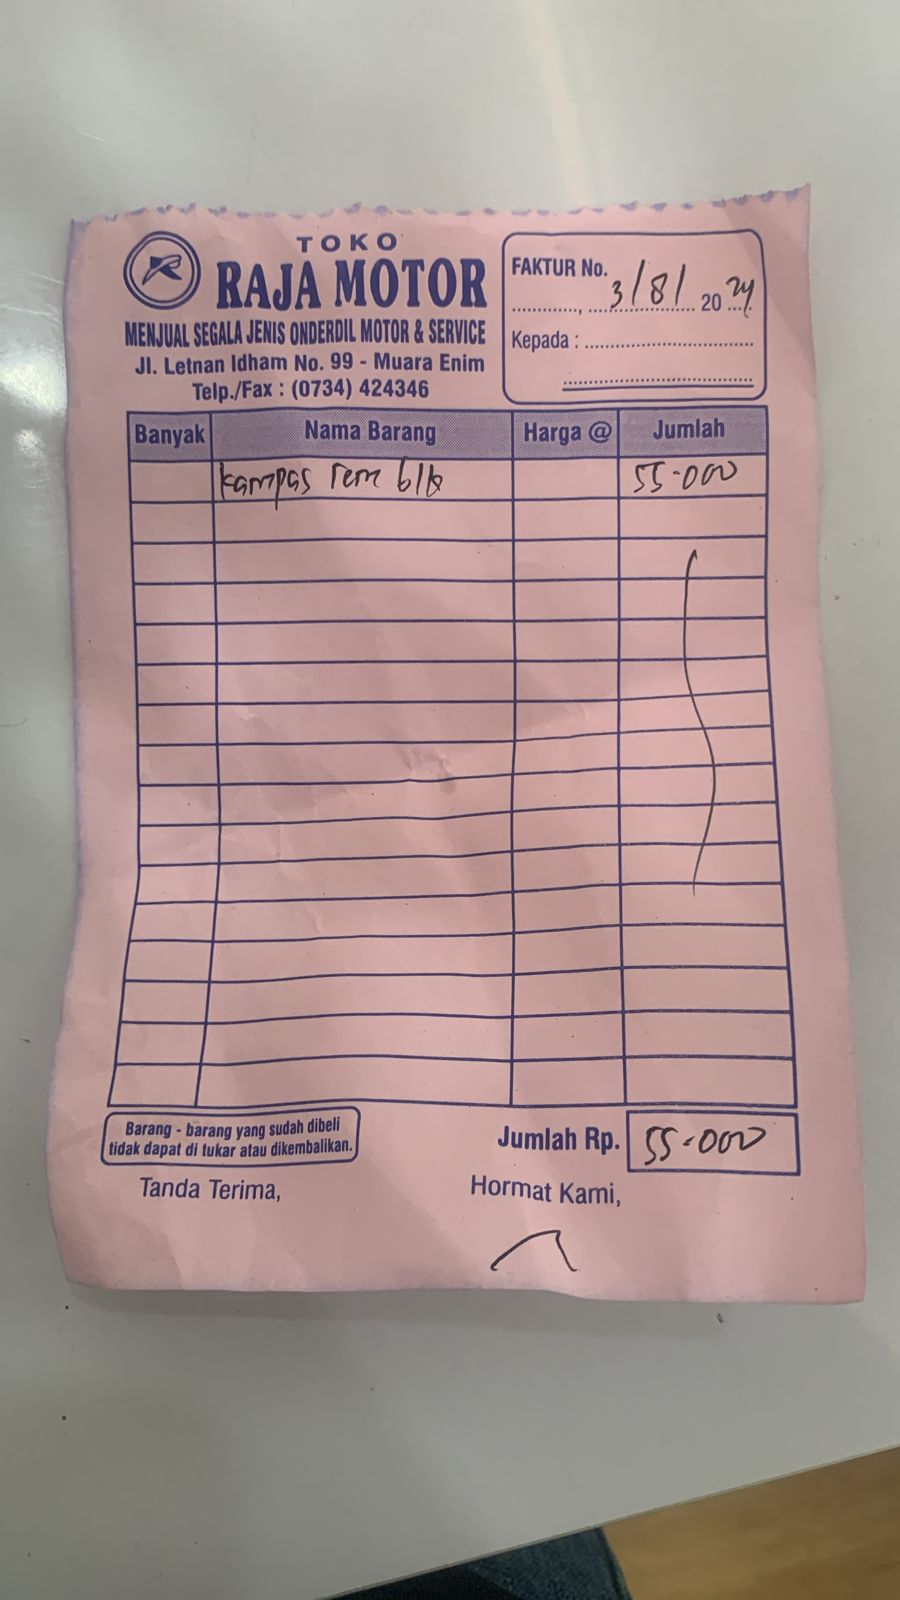 TOKO
RAJA MOTOR
MENJUAL SEGALA JENIS ONDERDIL MOTOR & SERVICE
Jl. Letnan Idham No. 99 - Muara Enim
Telp./Fax : (0734) 424346
FAKTUR No.
................, 3/8/ 2024
Kepada : ................................
................................
Banyak Nama Barang Harga @ Jumlah
kampas rem blk 55.000
Barang - barang yang sudah dibeli
tidak dapat di tukar atau dikembalikan.
Jumlah Rp. 55.000
Tanda Terima, Hormat Kami,